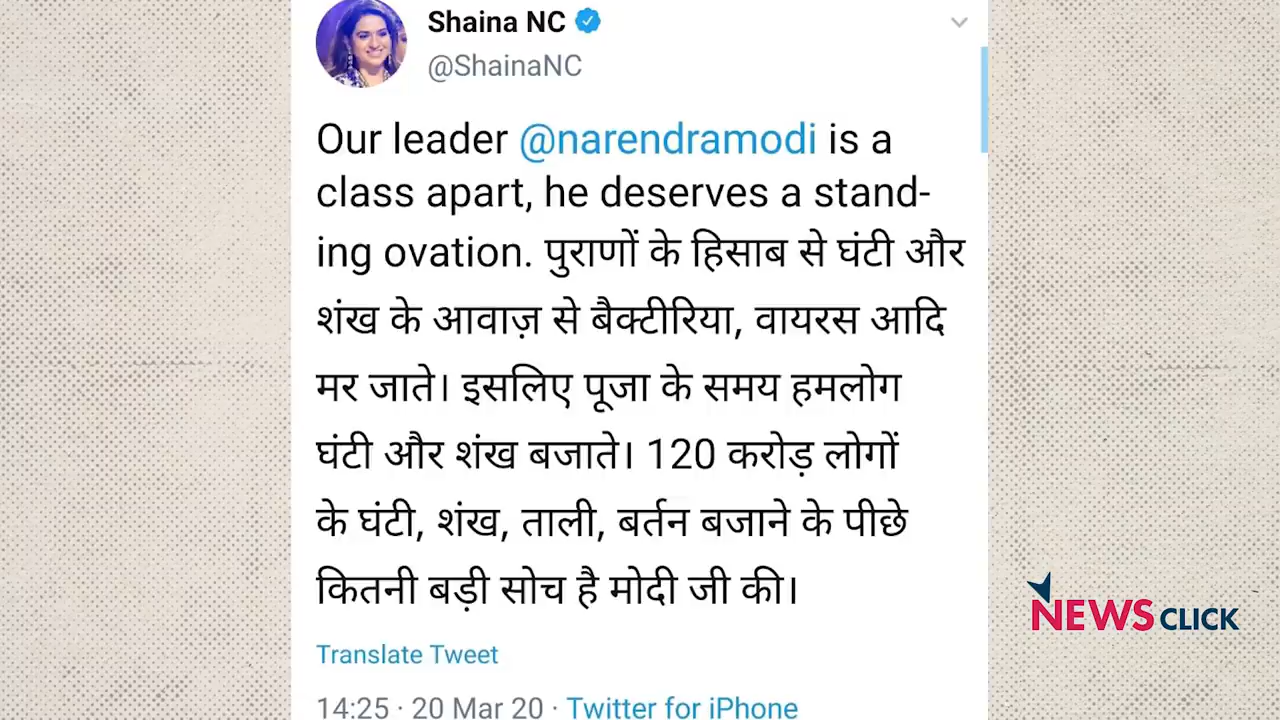 Shaina NC
@ShainaNC
Our leader @narendramodi is a
class apart, he deserves a stand-
ing ovation. पुराणों के हिसाब से घंटी और
शंख के आवाज़ से बैक्टीरिया, वायरस आदि
मर जाते। इसलिए पूजा के समय हमलोग
घंटी और शंख बजाते। 120 करोड़ लोगों
के घंटी, शंख, ताली, बर्तन बजाने के पीछे
कितनी बड़ी सोच है मोदी जी की।
Translate Tweet
14:25 · 20 Mar 20 · Twitter for iPhone
NEWSCLICK